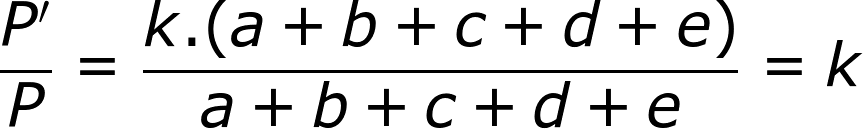 P′/P = k.(a + b + c + d + e)/(a + b + c + d + e) = k